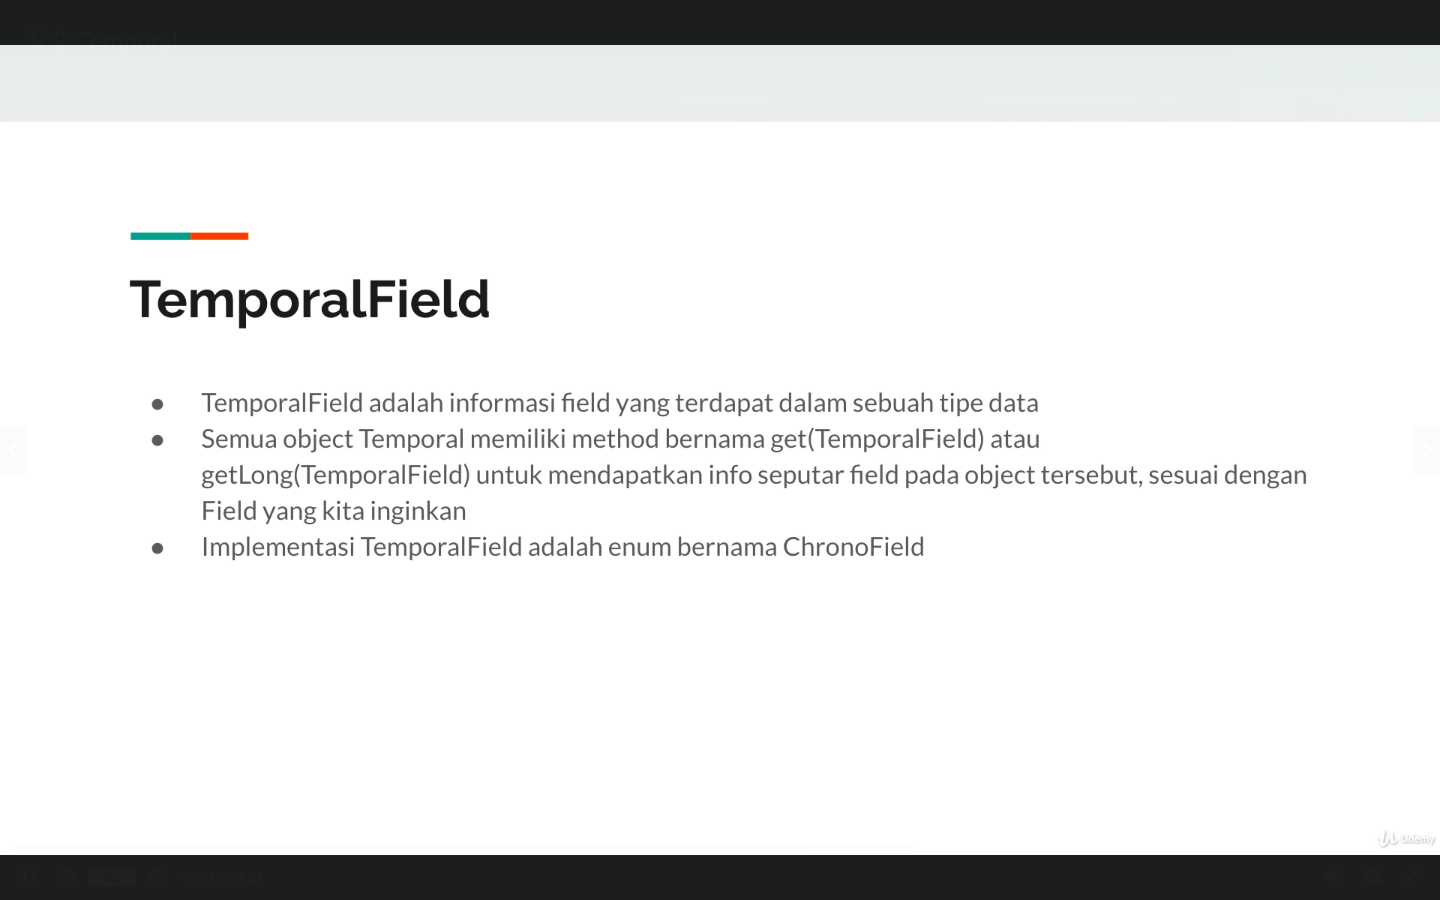 302. Temporal
TemporalField
● TemporalField adalah informasi field yang terdapat dalam sebuah tipe data
● Semua object Temporal memiliki method bernama get(TemporalField) atau
getLong(TemporalField) untuk mendapatkan info seputar field pada object tersebut, sesuai dengan
Field yang kita inginkan
● Implementasi TemporalField adalah enum bernama ChronoField
Udemy